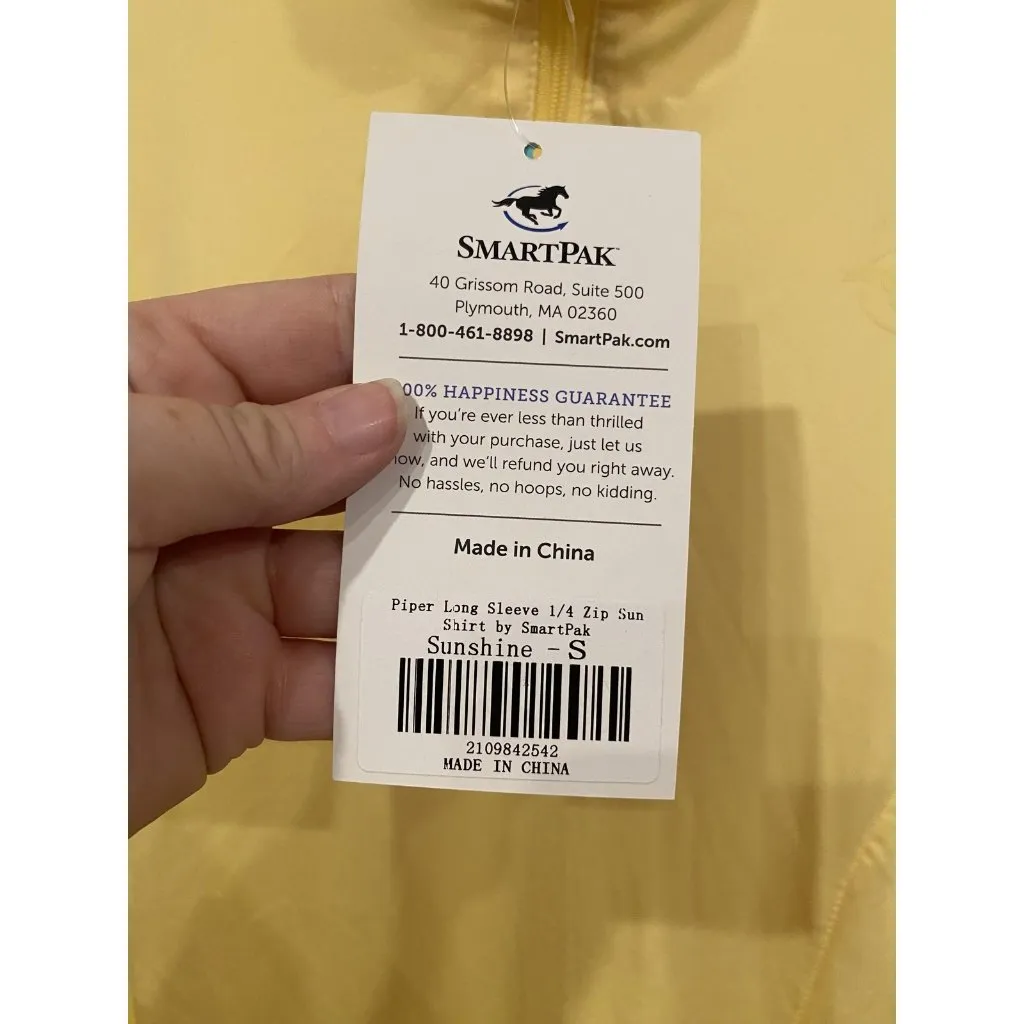 SMARTPAK™
40 Grissom Road, Suite 500
Plymouth, MA 02360
1-800-461-8898 | SmartPak.com
00% HAPPINESS GUARANTEE
If you're ever less than thrilled
with your purchase, just let us
now, and we'll refund you right away.
No hassles, no hoops, no kidding.
Made in China
Piper Long Sleeve 1/4 Zip Sun
Shirt by SmartPak
Sunshine - S
2109842542
MADE IN CHINA